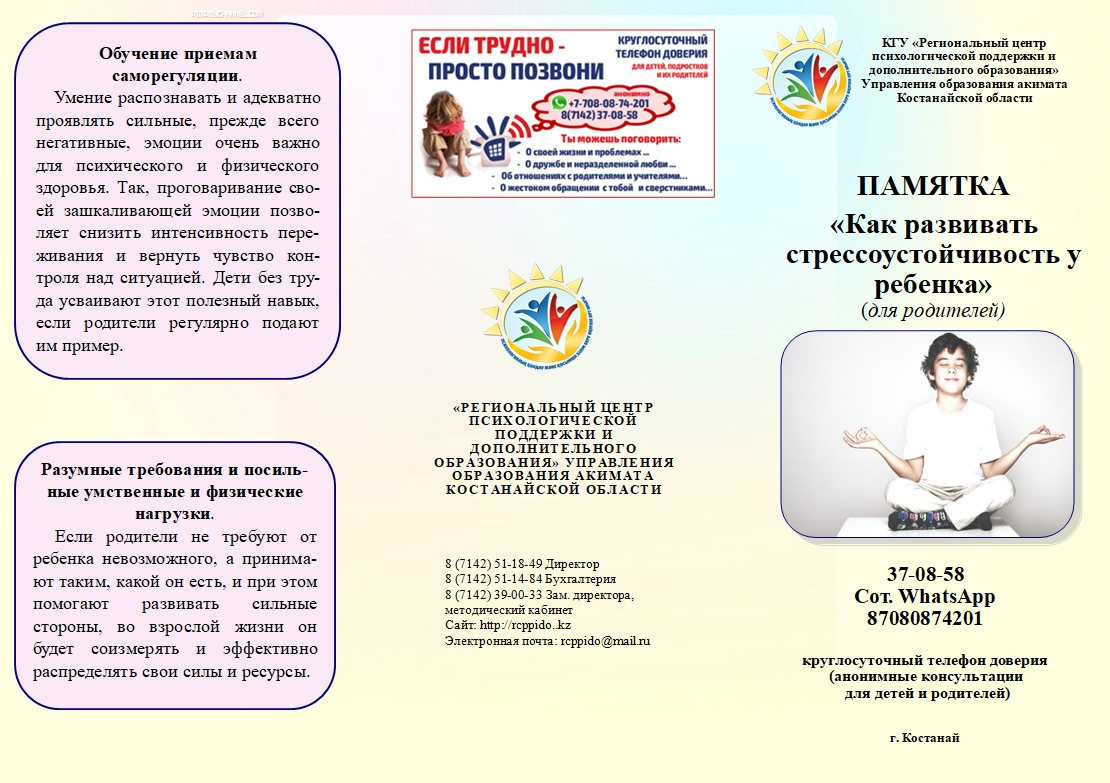 Обучение приемам
саморегуляции.
Умение распознавать и адекватно
проявлять сильные, прежде всего
негативные, эмоции очень важно
для психического и физического
здоровья. Так, проговаривание сво-
ей зашкаливающей эмоции позво-
ляет снизить интенсивность пере-
живания и вернуть чувство кон-
троля над ситуацией. Дети без тру-
да усваивают этот полезный навык,
если родители регулярно подают
им пример.
Разумные требования и посиль-
ные умственные и физические
нагрузки.
Если родители не требуют от
ребенка невозможного, а принима-
ют таким, какой он есть, и при этом
помогают развивать сильные
стороны, во взрослой жизни он
будет соизмерять и эффективно
распределять свои силы и ресурсы.
ЕСЛИ ТРУДНО -
ПРОСТО ПОЗВОНИ
КРУГЛОСУТОЧНЫЙ
ТЕЛЕФОН ДОВЕРИЯ
ДЛЯ ДЕТЕЙ, ПОДРОСТКОВ
И ИХ РОДИТЕЛЕЙ
анонимно
+7-708-08-74-201
8(7142) 37-08-58
Ты можешь поговорить:
- О своей жизни и проблемах ...
- О дружбе и неразделенной любви ...
- Об отношениях с родителями и учителями...
- О жестоком обращении с тобой и сверстниками...
«РЕГИОНАЛЬНЫЙ ЦЕНТР
ПСИХОЛОГИЧЕСКОЙ
ПОДДЕРЖКИ И
ДОПОЛНИТЕЛЬНОГО
ОБРАЗОВАНИЯ» УПРАВЛЕНИЯ
ОБРАЗОВАНИЯ АКИМАТА
КОСТАНАЙСКОЙ ОБЛАСТИ
8 (7142) 51-18-49 Директор
8 (7142) 51-14-84 Бухгалтерия
8 (7142) 39-00-33 Зам. директора,
методический кабинет
Сайт: http://rcppido..kz
Электронная почта: rcppido@mail.ru
КГУ «Региональный центр
психологической поддержки и
дополнительного образования»
Управления образования акимата
Костанайской области
ПАМЯТКА
«Как развивать
стрессоустойчивость у
ребенка»
(для родителей)
37-08-58
Сот. WhatsApp
87080874201
круглосуточный телефон доверия
(анонимные консультации
для детей и родителей)
г. Костанай